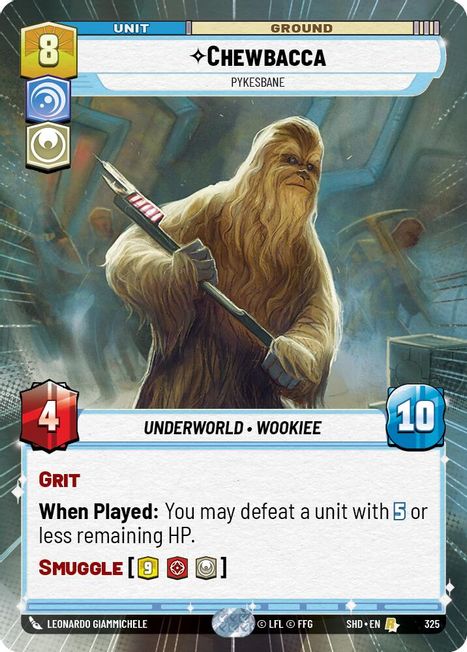 UNIT GROUND
8
CHEWBACCA
PYKESBANE
4
10
UNDERWORLD • WOOKIEE
GRIT
When Played: You may defeat a unit with 5 or
less remaining HP.
SMUGGLE [9]
LEONARDO GIAMMICHELE © LFL © FFG SHD • EN R 325